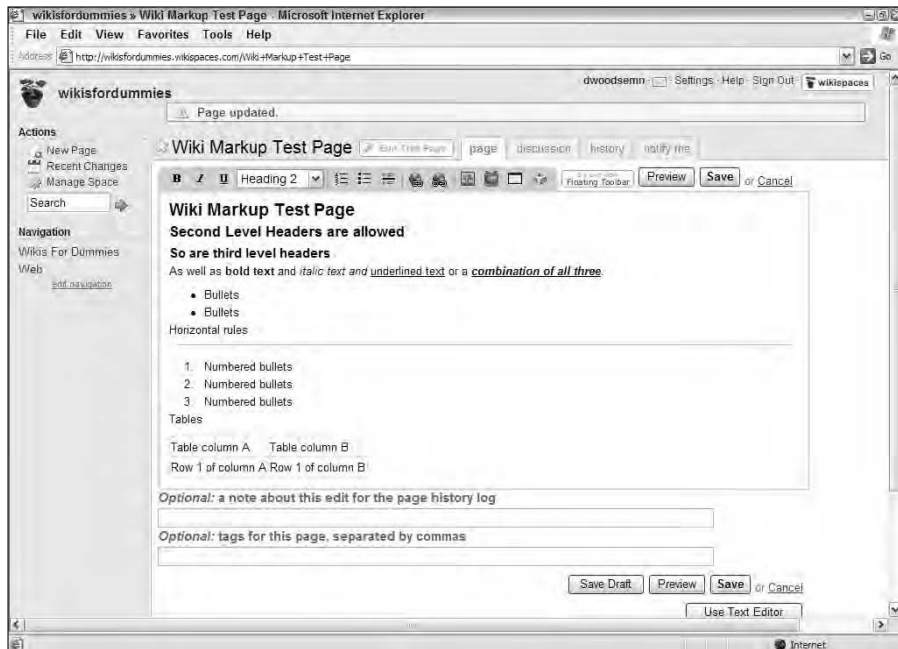 wikisfordummies » Wiki Markup Test Page - Microsoft Internet Explorer
File Edit View Favorites Tools Help
Address http://wikisfordummies.wikispaces.com/Wiki+Markup+Test+Page Go
dwoodsemn Settings · Help · Sign Out wikispaces
wikisfordummies
Page updated.
Actions
New Page
Recent Changes
Manage Space
Search
Navigation
Wikis For Dummies
Web
edit navigation
Wiki Markup Test Page Edit This Page page discussion history notify me
B I U Heading 2 Floating Toolbar Preview Save or Cancel
Wiki Markup Test Page
Second Level Headers are allowed
So are third level headers
As well as bold text and italic text and underlined text or a combination of all three.
• Bullets
• Bullets
Horizontal rules
1. Numbered bullets
2. Numbered bullets
3. Numbered bullets
Tables
Table column A Table column B
Row 1 of column A Row 1 of column B
Optional: a note about this edit for the page history log
Optional: tags for this page, separated by commas
Save Draft Preview Save or Cancel
Use Text Editor
Internet